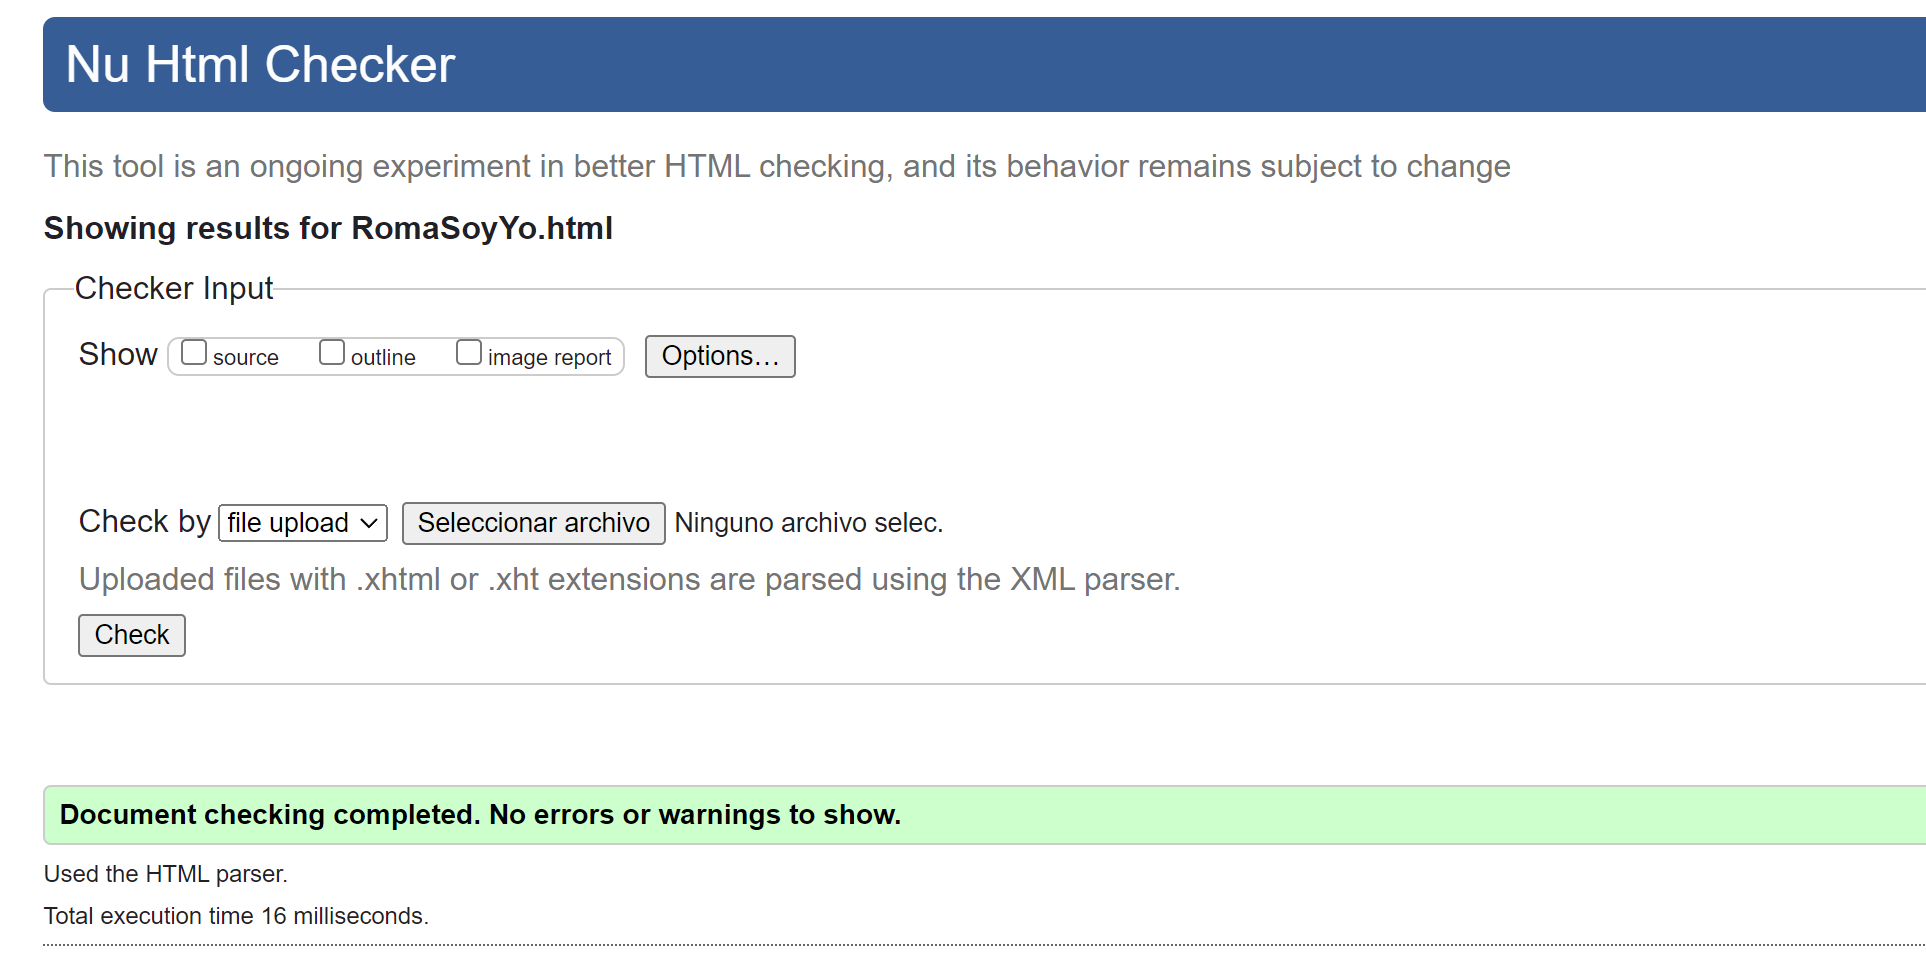 Nu Html Checker
This tool is an ongoing experiment in better HTML checking, and its behavior remains subject to change
Showing results for RomaSoyYo.html
Checker Input
Show source outline image report Options…
Check by file upload Seleccionar archivo Ninguno archivo selec.
Uploaded files with .xhtml or .xht extensions are parsed using the XML parser.
Check
Document checking completed. No errors or warnings to show.
Used the HTML parser.
Total execution time 16 milliseconds.